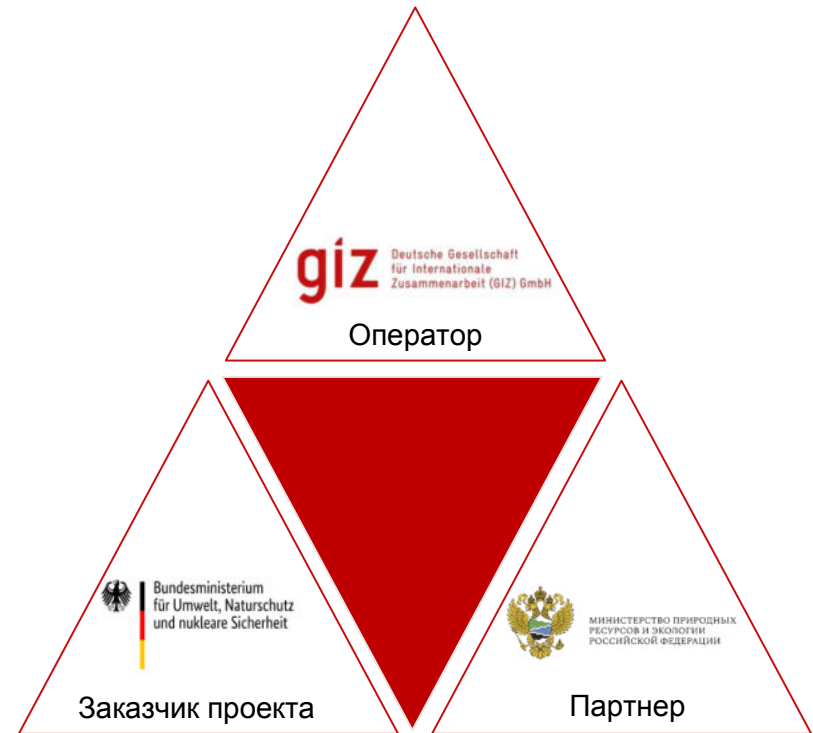 giz
Deutsche Gesellschaft
für Internationale
Zusammenarbeit (GIZ) GmbH
Оператор
Bundesministerium
für Umwelt, Naturschutz
und nukleare Sicherheit
Заказчик проекта
МИНИСТЕРСТВО ПРИРОДНЫХ
РЕСУРСОВ И ЭКОЛОГИИ
РОССИЙСКОЙ ФЕДЕРАЦИИ
Партнер